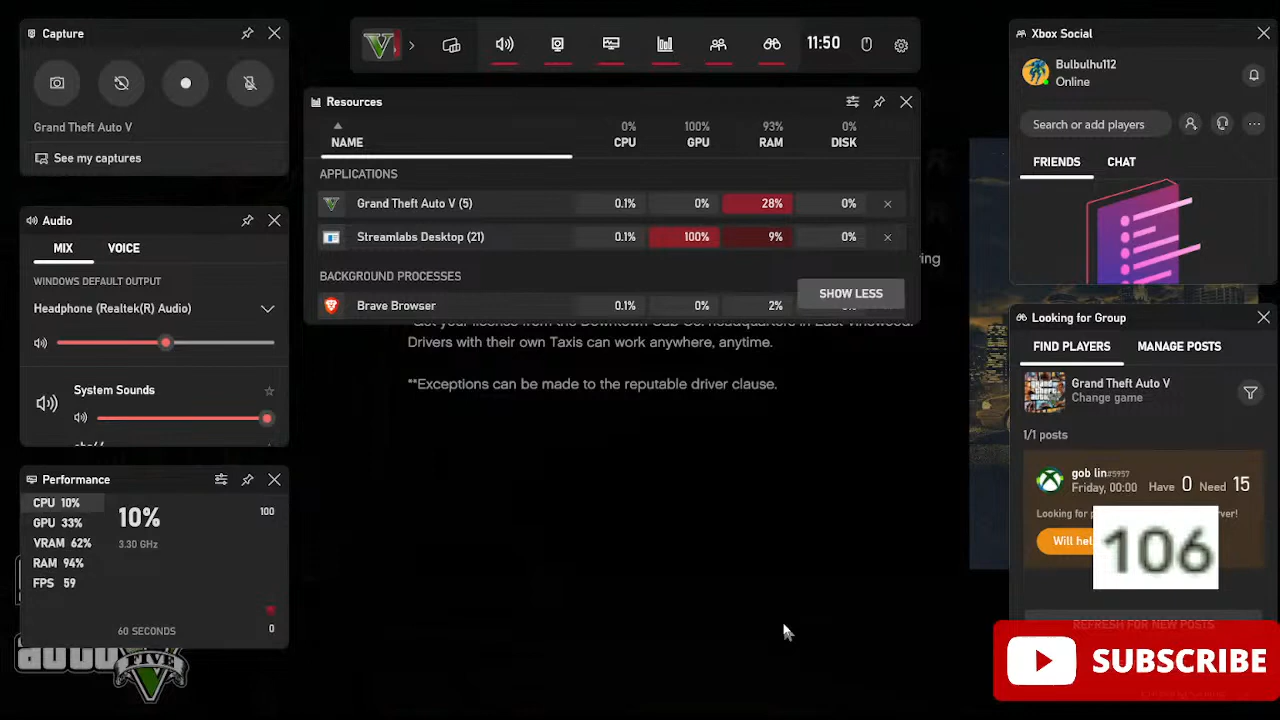 Capture
Grand Theft Auto V
See my captures
Audio
MIX VOICE
WINDOWS DEFAULT OUTPUT
Headphone (Realtek(R) Audio)
System Sounds
Performance
CPU 10%
GPU 33%
VRAM 62%
RAM 94%
FPS 59
10%
3.30 GHz
100
60 SECONDS
0
11:50
Resources
NAME
0% CPU
100% GPU
93% RAM
0% DISK
APPLICATIONS
Grand Theft Auto V (5) 0.1% 0% 28% 0%
Streamlabs Desktop (21) 0.1% 100% 9% 0%
BACKGROUND PROCESSES
Brave Browser 0.1% 0% 2%
SHOW LESS
Drivers with their own Taxis can work anywhere, anytime.
**Exceptions can be made to the reputable driver clause.
Xbox Social
Bulbulhu112
Online
Search or add players
FRIENDS CHAT
Looking for Group
FIND PLAYERS MANAGE POSTS
Grand Theft Auto V
Change game
1/1 posts
gob lin#5957
Friday, 00:00 Have 0 Need 15
106
REFRESH FOR NEW POSTS
SUBSCRIBE
FIVE